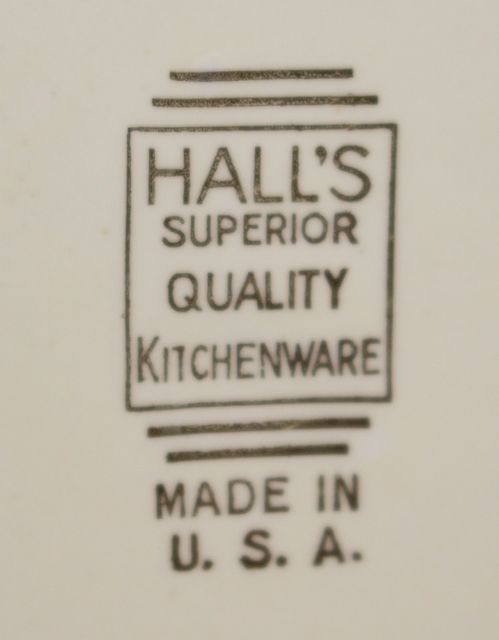 HALL'S
SUPERIOR
QUALITY
KITCHENWARE
MADE IN
U. S. A.